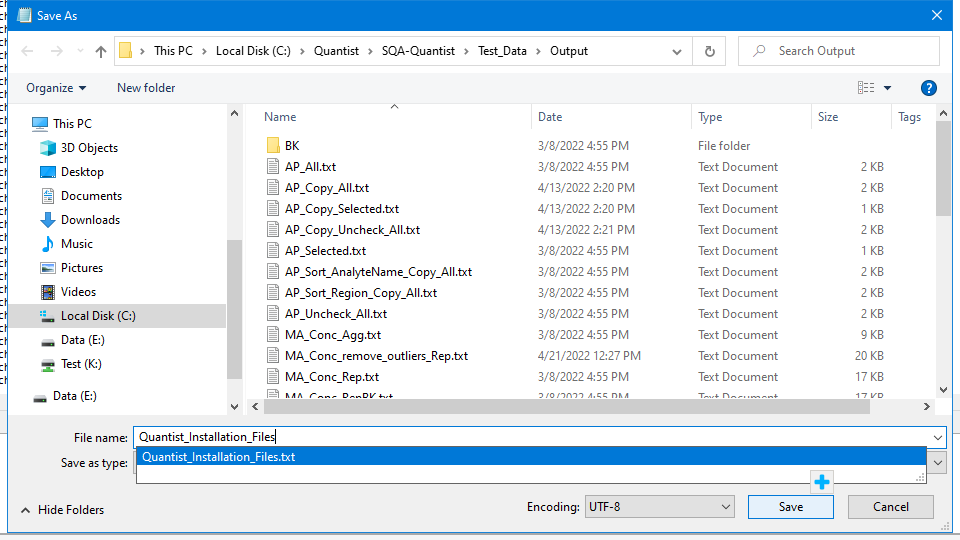 Save As
This PC > Local Disk (C:) > Quantist > SQA-Quantist > Test_Data > Output
Search Output
Organize
New folder
?
Name Date Type Size Tags
This PC
3D Objects
Desktop
Documents
Downloads
Music
Pictures
Videos
Local Disk (C:)
Data (E:)
Test (K:)
Data (E:)
BK 3/8/2022 4:55 PM File folder
AP_All.txt 3/8/2022 4:55 PM Text Document 2 KB
AP_Copy_All.txt 4/13/2022 2:20 PM Text Document 2 KB
AP_Copy_Selected.txt 4/13/2022 2:20 PM Text Document 1 KB
AP_Copy_Uncheck_All.txt 4/13/2022 2:21 PM Text Document 2 KB
AP_Selected.txt 3/8/2022 4:55 PM Text Document 1 KB
AP_Sort_AnalyteName_Copy_All.txt 3/8/2022 4:55 PM Text Document 2 KB
AP_Sort_Region_Copy_All.txt 3/8/2022 4:55 PM Text Document 2 KB
AP_Uncheck_All.txt 3/8/2022 4:55 PM Text Document 2 KB
MA_Conc_Agg.txt 3/8/2022 4:55 PM Text Document 9 KB
MA_Conc_remove_outliers_Rep.txt 4/21/2022 12:27 PM Text Document 20 KB
MA_Conc_Rep.txt 3/8/2022 4:55 PM Text Document 17 KB
MA_Conc_RepBK.txt 3/8/2022 4:55 PM Text Document 17 KB
File name: Quantist_Installation_Files
Quantist_Installation_Files.txt
Save as type:
Hide Folders
Encoding: UTF-8
Save
Cancel